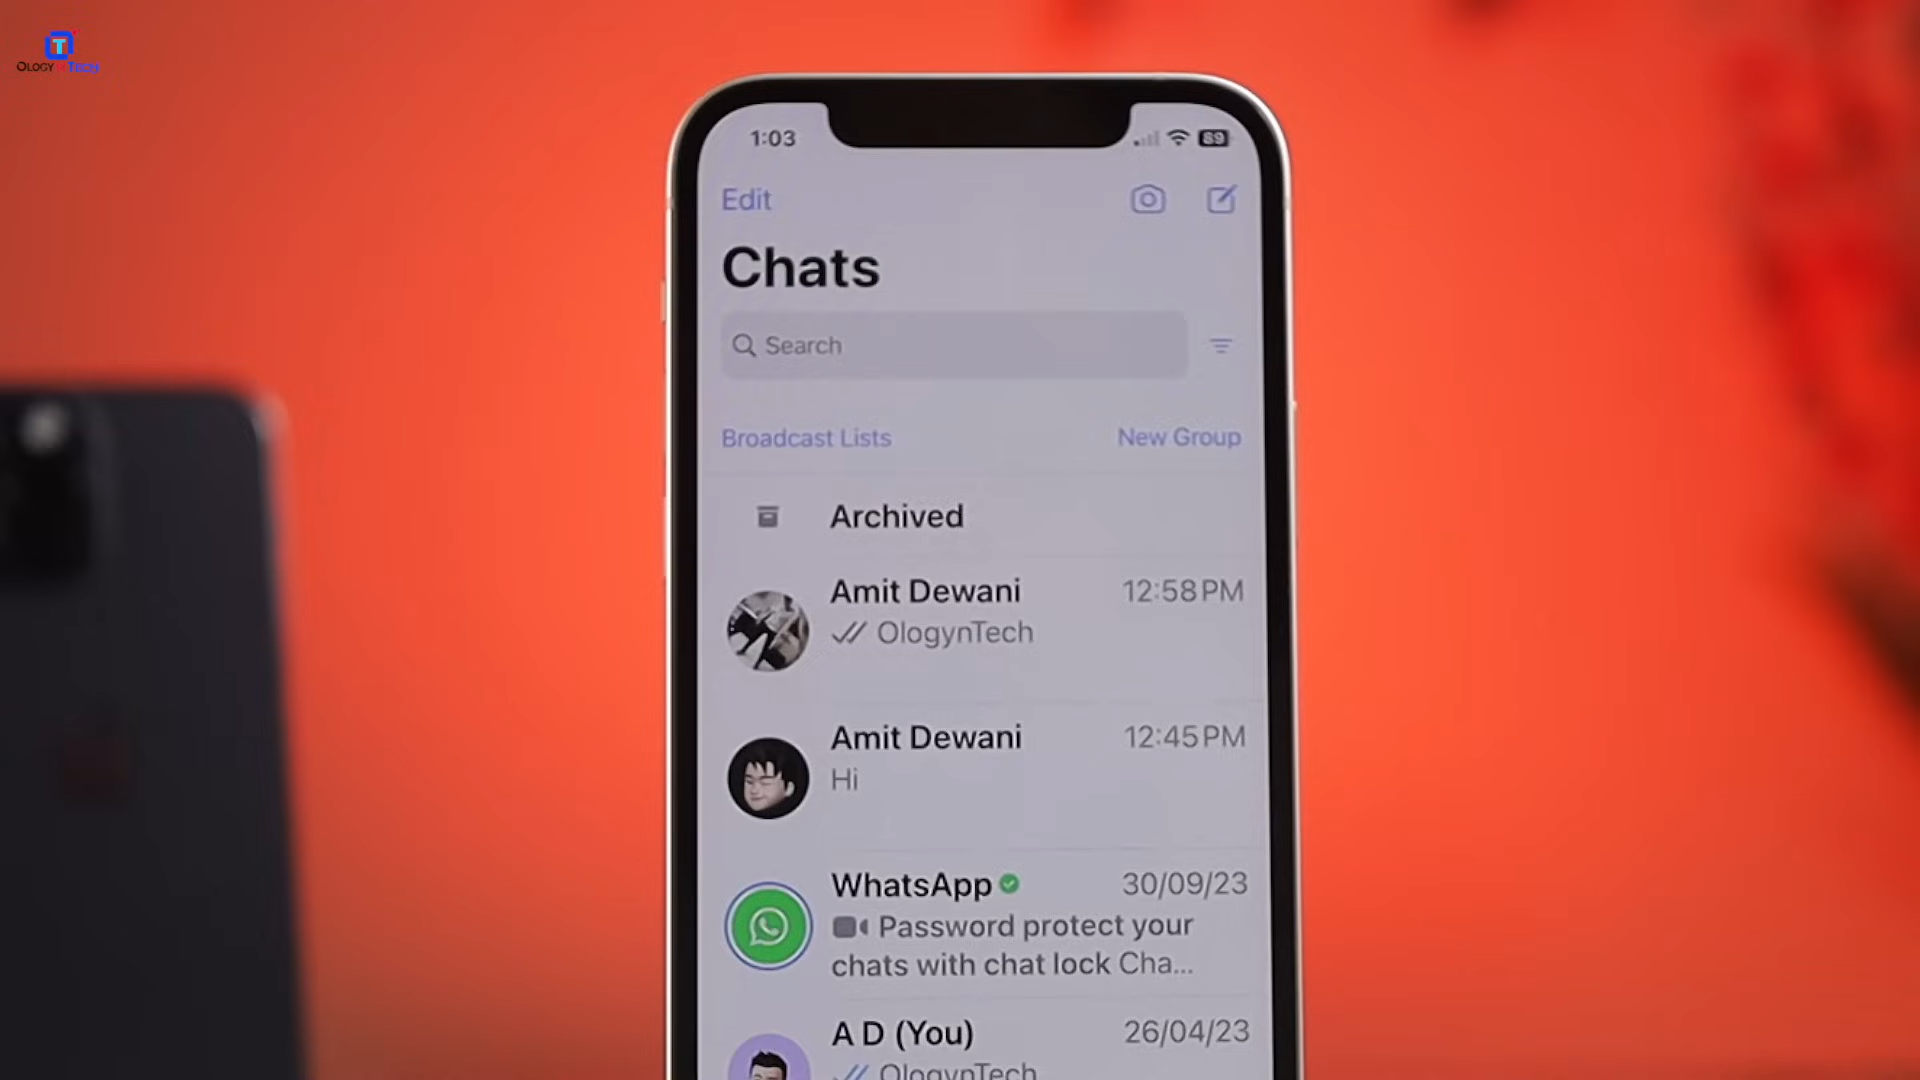 OLOGYNTECH
1:03
89
Edit
Chats
Search
Broadcast Lists
New Group
Archived
Amit Dewani
12:58 PM
OlogynTech
Amit Dewani
12:45 PM
Hi
WhatsApp
30/09/23
Password protect your
chats with chat lock Cha...
A D (You)
26/04/23
OlogynTech